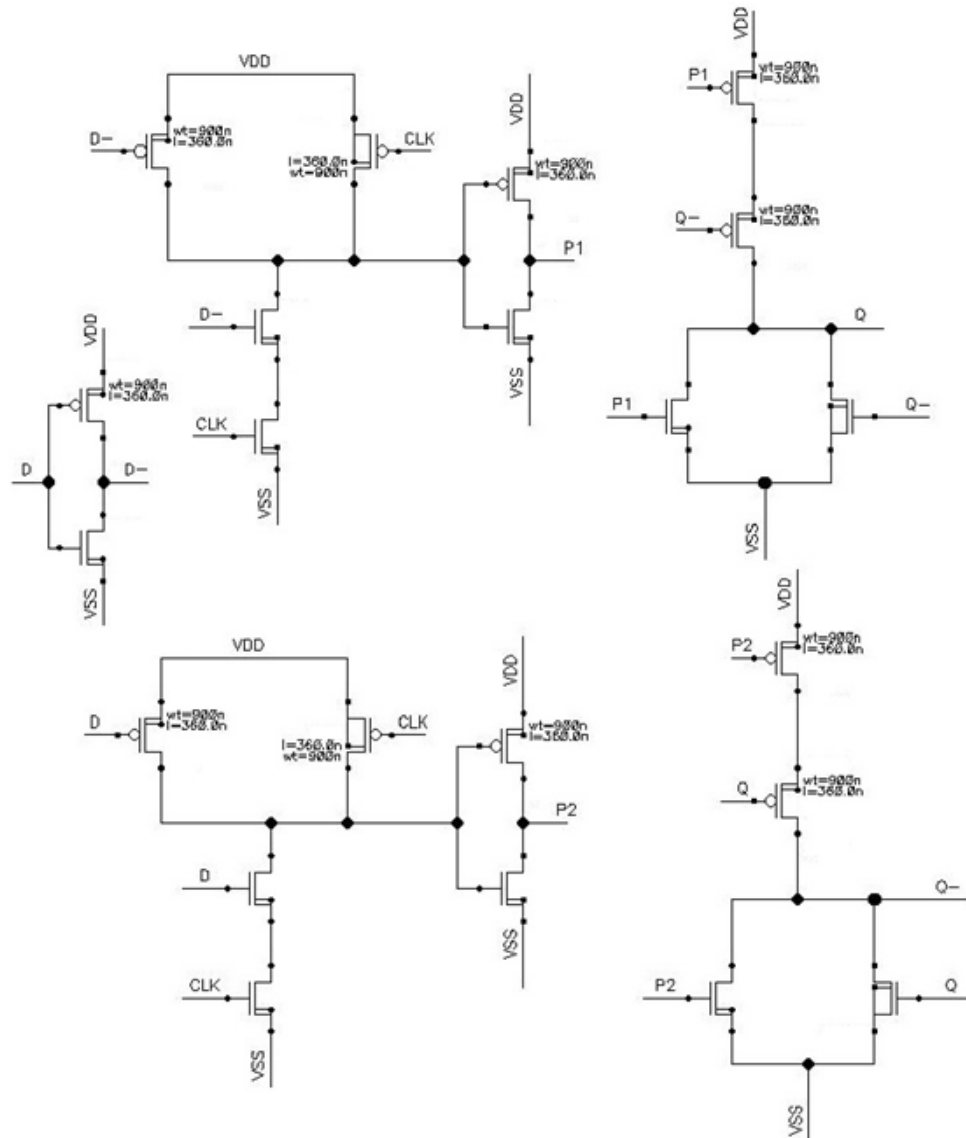 VDD
D-
wt=900n
l=360.0n
l=360.0n
wt=900n
CLK
VDD
wt=900n
l=360.0n
P1
D-
CLK
VSS
VSS
VDD
wt=900n
l=360.0n
D
D-
VSS
VDD
P1
wt=900n
l=360.0n
Q-
wt=900n
l=360.0n
Q
P1
Q-
VSS
VDD
D
wt=900n
l=360.0n
l=360.0n
wt=900n
CLK
VDD
wt=900n
l=360.0n
P2
D
CLK
VSS
VSS
VDD
P2
wt=900n
l=360.0n
Q
wt=900n
l=360.0n
Q-
P2
Q
VSS